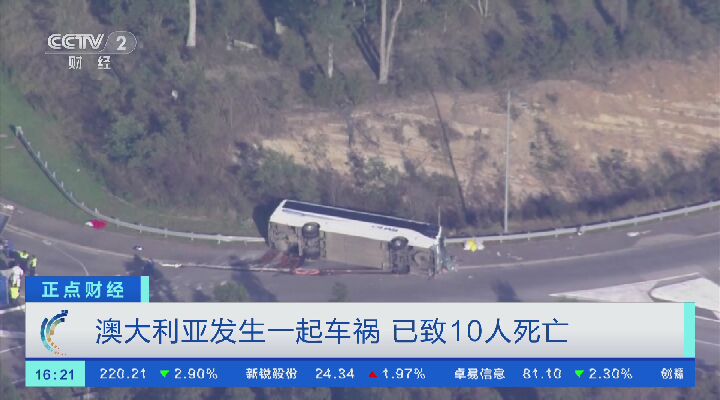 CCTV 2
财 经
正点财经
澳大利亚发生一起车祸 已致10人死亡
16:21 220.21 ▼ 2.90% 新锐股份 24.34 ▲ 1.97% 卓易信息 81.10 ▼ 2.30%